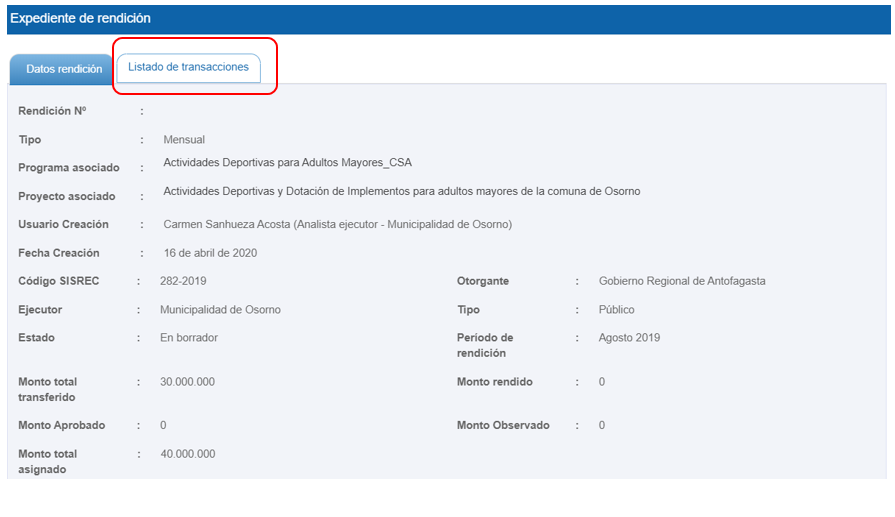 Expediente de rendición
Datos rendición
Listado de transacciones
Rendición Nº :
Tipo : Mensual
Programa asociado : Actividades Deportivas para Adultos Mayores_CSA
Proyecto asociado : Actividades Deportivas y Dotación de Implementos para adultos mayores de la comuna de Osorno
Usuario Creación : Carmen Sanhueza Acosta (Analista ejecutor - Municipalidad de Osorno)
Fecha Creación : 16 de abril de 2020
Código SISREC : 282-2019 Otorgante : Gobierno Regional de Antofagasta
Ejecutor : Municipalidad de Osorno Tipo : Público
Estado : En borrador Período de : Agosto 2019
rendición
Monto total : 30.000.000 Monto rendido : 0
transferido
Monto Aprobado : 0 Monto Observado : 0
Monto total : 40.000.000
asignado